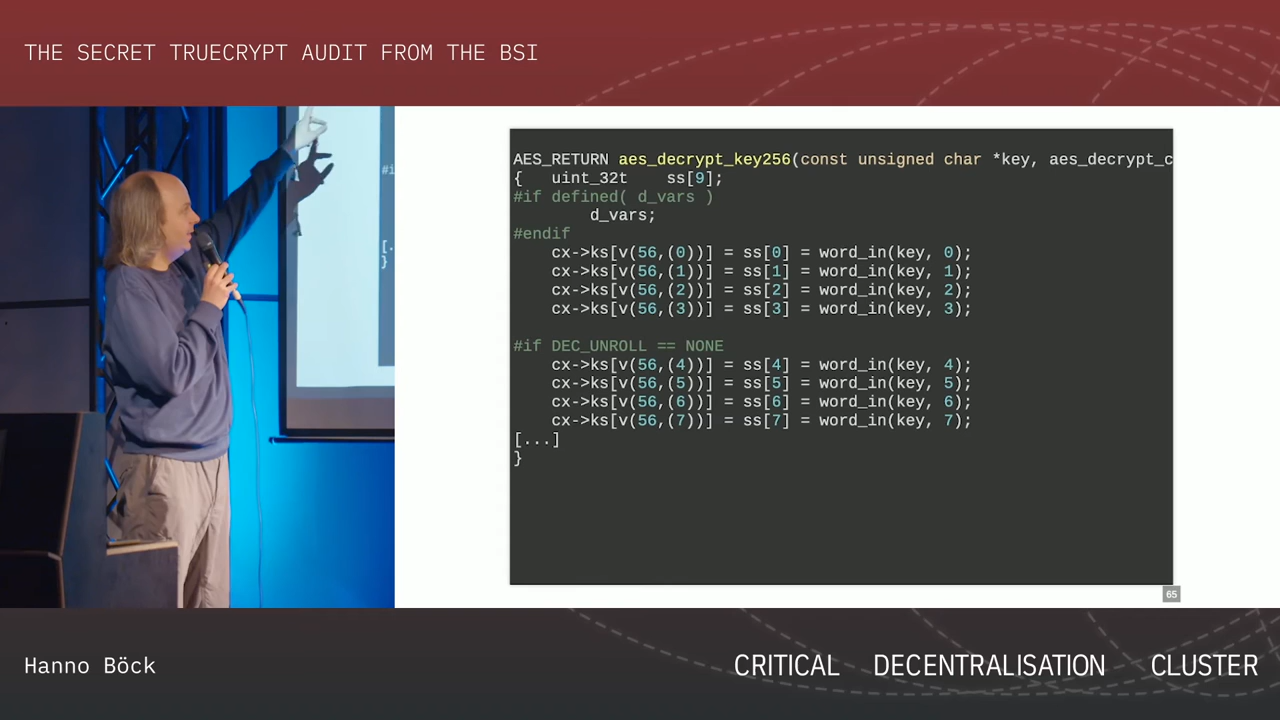 THE SECRET TRUECRYPT AUDIT FROM THE BSI
#i
[.
}
AES_RETURN aes_decrypt_key256(const unsigned char *key, aes_decrypt_c
{   uint_32t    ss[9];
#if defined( d_vars )
        d_vars;
#endif
    cx->ks[v(56,(0))] = ss[0] = word_in(key, 0);
    cx->ks[v(56,(1))] = ss[1] = word_in(key, 1);
    cx->ks[v(56,(2))] = ss[2] = word_in(key, 2);
    cx->ks[v(56,(3))] = ss[3] = word_in(key, 3);
#if DEC_UNROLL == NONE
    cx->ks[v(56,(4))] = ss[4] = word_in(key, 4);
    cx->ks[v(56,(5))] = ss[5] = word_in(key, 5);
    cx->ks[v(56,(6))] = ss[6] = word_in(key, 6);
    cx->ks[v(56,(7))] = ss[7] = word_in(key, 7);
[...]
}
65
Hanno Böck
CRITICAL DECENTRALISATION CLUSTER